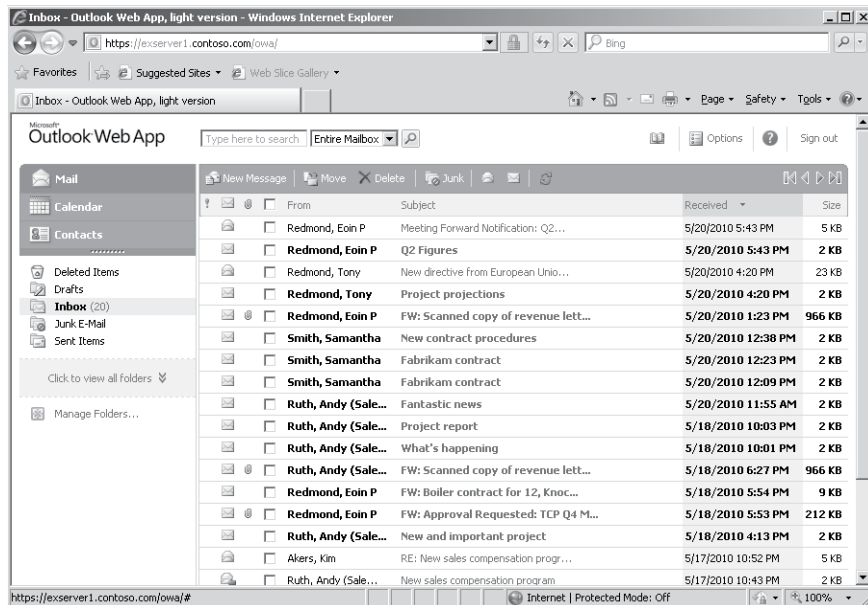 Inbox - Outlook Web App, light version - Windows Internet Explorer
https://exserver1.contoso.com/owa/
Bing
Favorites Suggested Sites Web Slice Gallery
Inbox - Outlook Web App, light version
Page Safety Tools
Microsoft
Outlook Web App
Type here to search Entire Mailbox
Options
Sign out
Mail
Calendar
Contacts
Deleted Items
Drafts
Inbox (20)
Junk E-Mail
Sent Items
Click to view all folders
Manage Folders...
New Message Move Delete Junk
! From Subject Received Size
Redmond, Eoin P Meeting Forward Notification: Q2... 5/20/2010 5:43 PM 5 KB
Redmond, Eoin P Q2 Figures 5/20/2010 5:43 PM 2 KB
Redmond, Tony New directive from European Unio... 5/20/2010 4:20 PM 23 KB
Redmond, Tony Project projections 5/20/2010 4:20 PM 2 KB
Redmond, Eoin P FW: Scanned copy of revenue lett... 5/20/2010 1:23 PM 966 KB
Smith, Samantha New contract procedures 5/20/2010 12:38 PM 2 KB
Smith, Samantha Fabrikam contract 5/20/2010 12:23 PM 2 KB
Smith, Samantha Fabrikam contract 5/20/2010 12:09 PM 2 KB
Ruth, Andy (Sale... Fantastic news 5/20/2010 11:55 AM 2 KB
Ruth, Andy (Sale... Project report 5/18/2010 10:03 PM 2 KB
Ruth, Andy (Sale... What's happening 5/18/2010 10:01 PM 2 KB
Ruth, Andy (Sale... FW: Scanned copy of revenue lett... 5/18/2010 6:27 PM 966 KB
Redmond, Eoin P FW: Boiler contract for 12, Knoc... 5/18/2010 5:54 PM 9 KB
Redmond, Eoin P FW: Approval Requested: TCP Q4 M... 5/18/2010 5:53 PM 212 KB
Ruth, Andy (Sale... New and important project 5/18/2010 4:13 PM 2 KB
Akers, Kim RE: New sales compensation progr... 5/17/2010 10:52 PM 5 KB
Ruth, Andy (Sale... New sales compensation program 5/17/2010 10:43 PM 2 KB
https://exserver1.contoso.com/owa/# Internet | Protected Mode: Off 100%